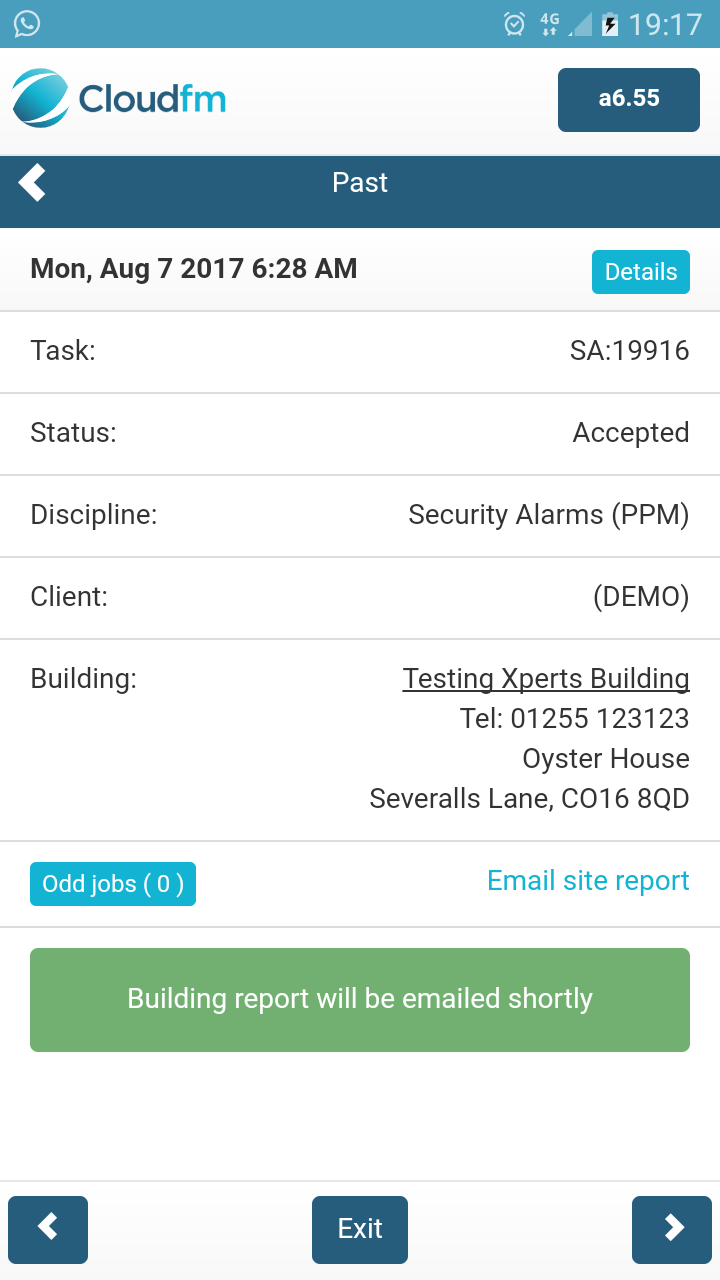 4G 19:17
Cloudfm a6.55
Past
Mon, Aug 7 2017 6:28 AM Details
Task: SA:19916
Status: Accepted
Discipline: Security Alarms (PPM)
Client: (DEMO)
Building: Testing Xperts Building
Tel: 01255 123123
Oyster House
Severalls Lane, CO16 8QD
Odd jobs ( 0 ) Email site report
Building report will be emailed shortly
Exit